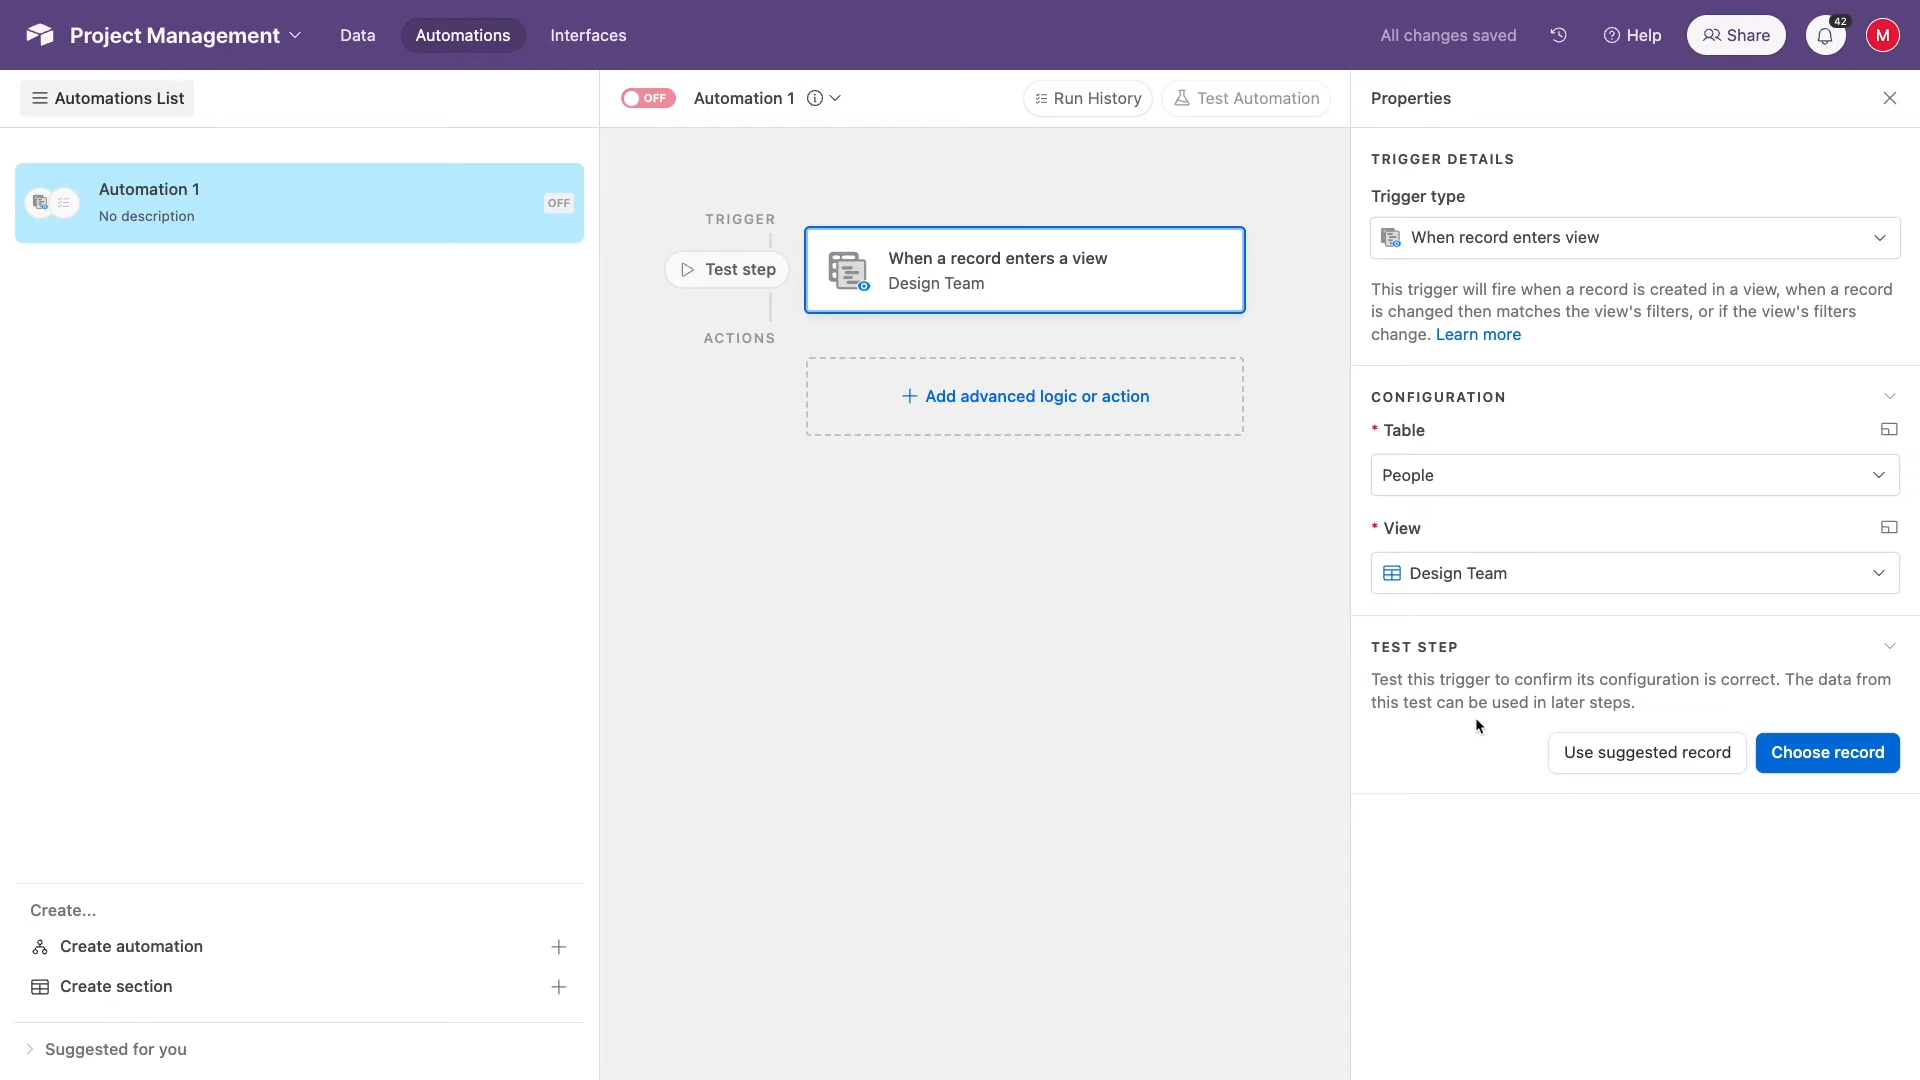 Project Management
Data
Automations
Interfaces
All changes saved
Help
Share
42
M
Automations List
Automation 1
No description
OFF
Create...
Create automation
Create section
Suggested for you
OFF
Automation 1
Run History
Test Automation
TRIGGER
Test step
When a record enters a view
Design Team
ACTIONS
Add advanced logic or action
Properties
TRIGGER DETAILS
Trigger type
When record enters view
This trigger will fire when a record is created in a view, when a record
is changed then matches the view's filters, or if the view's filters
change. Learn more
CONFIGURATION
* Table
People
* View
Design Team
TEST STEP
Test this trigger to confirm its configuration is correct. The data from
this test can be used in later steps.
Use suggested record
Choose record